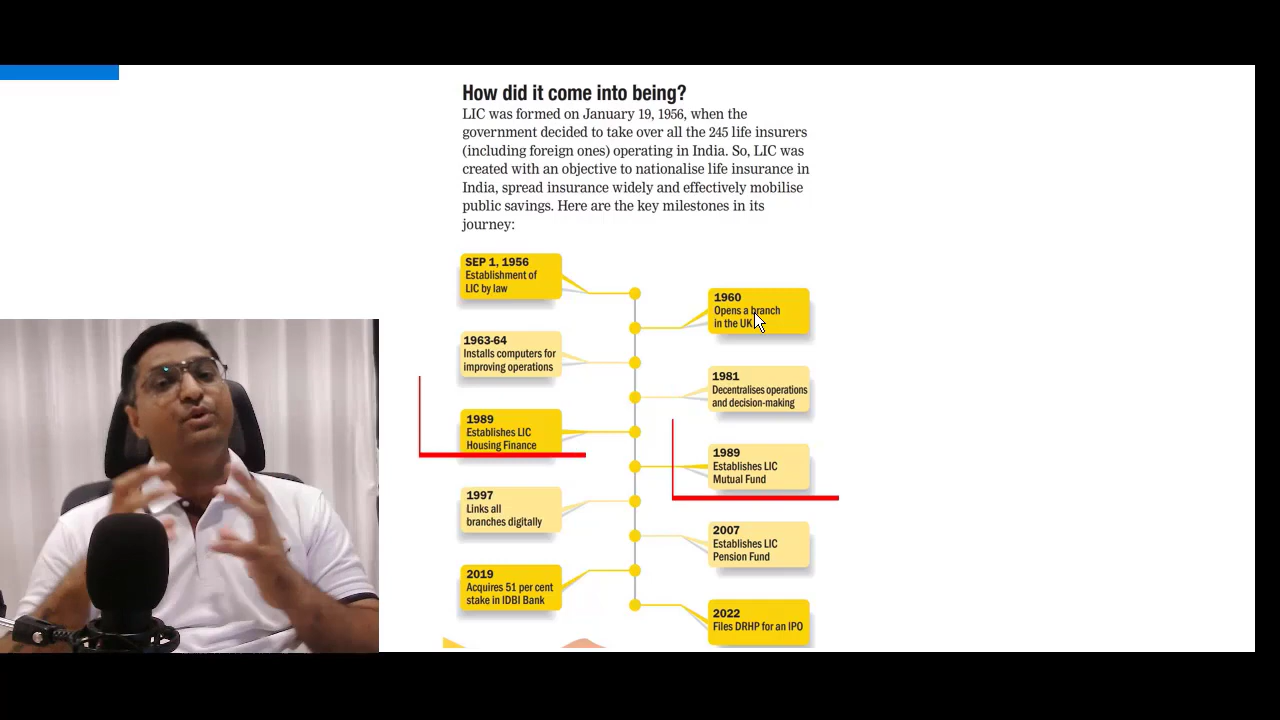 How did it come into being?
LIC was formed on January 19, 1956, when the
government decided to take over all the 245 life insurers
(including foreign ones) operating in India. So, LIC was
created with an objective to nationalise life insurance in
India, spread insurance widely and effectively mobilise
public savings. Here are the key milestones in its
journey:
SEP 1, 1956
Establishment of
LIC by law
1960
Opens a branch
in the UK
1963-64
Installs computers for
improving operations
1981
Decentralises operations
and decision-making
1989
Establishes LIC
Housing Finance
1989
Establishes LIC
Mutual Fund
1997
Links all
branches digitally
2007
Establishes LIC
Pension Fund
2019
Acquires 51 per cent
stake in IDBI Bank
2022
Files DRHP for an IPO